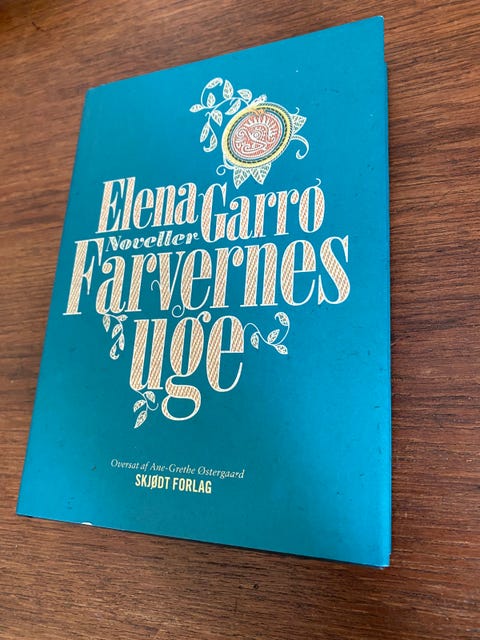 Elena Garro
Noveller
Farvernes
uge
Oversat af Ane-Grethe Østergaard
SKJØDT FORLAG